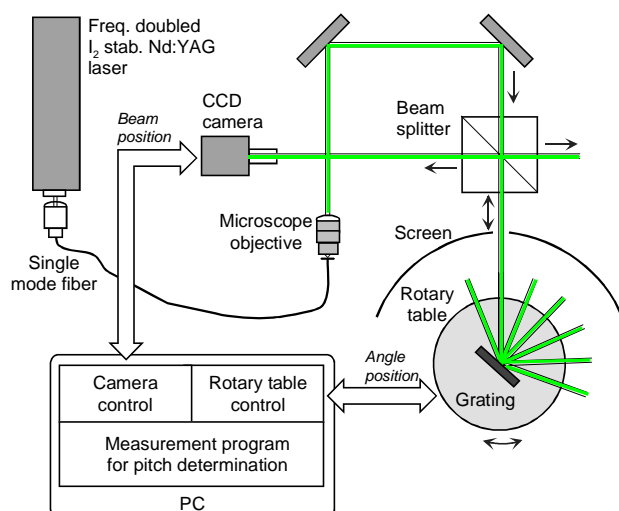 Freq. doubled
I2 stab. Nd:YAG
laser
Beam
position
CCD
camera
Beam
splitter
Microscope
objective
Screen
Single
mode fiber
Rotary
table
Angle
position
Grating
Camera
control
Rotary table
control
Measurement program
for pitch determination
PC